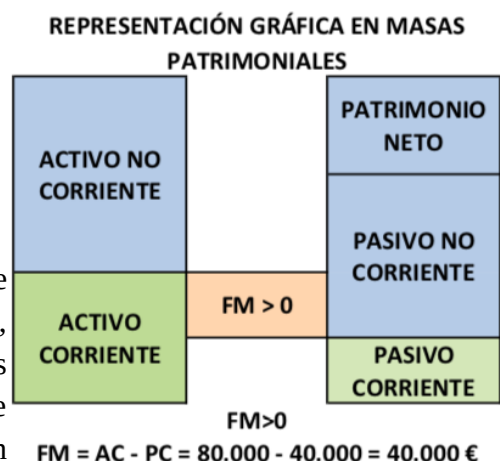 REPRESENTACIÓN GRÁFICA EN MASAS
PATRIMONIALES
ACTIVO NO
CORRIENTE
ACTIVO
CORRIENTE
FM > 0
PATRIMONIO
NETO
PASIVO NO
CORRIENTE
PASIVO
CORRIENTE
FM>0
FM = AC - PC = 80.000 - 40.000 = 40.000 €